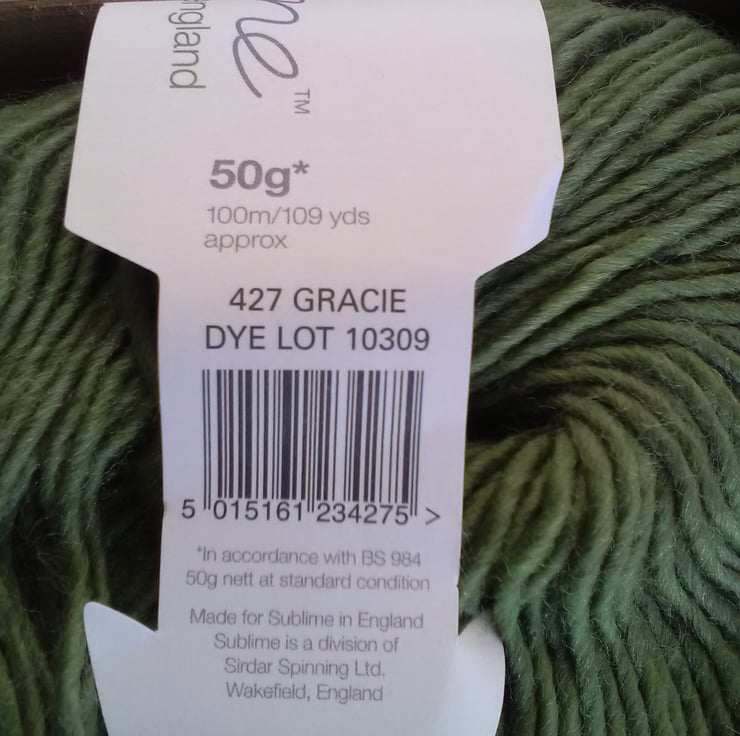 ne™
ngland
50g*
100m/109 yds
approx
427 GRACIE
DYE LOT 10309
5 015161 234275 >
*In accordance with BS 984
50g nett at standard condition
Made for Sublime in England
Sublime is a division of
Sirdar Spinning Ltd.
Wakefield, England